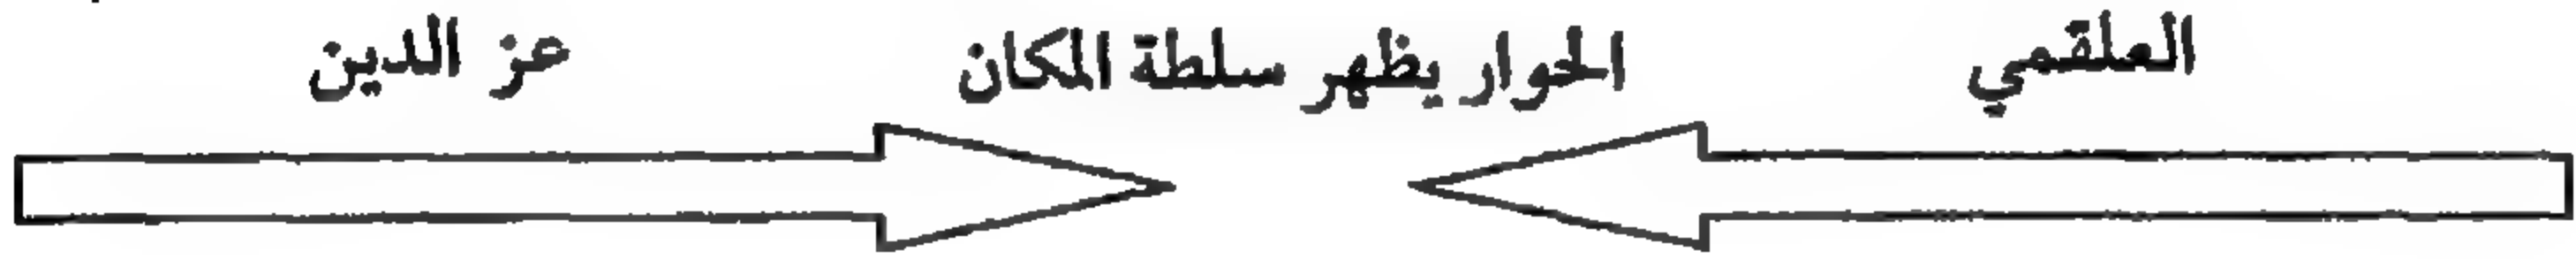 العلقمي الحوار يظهر سلطة المكان عز الدين